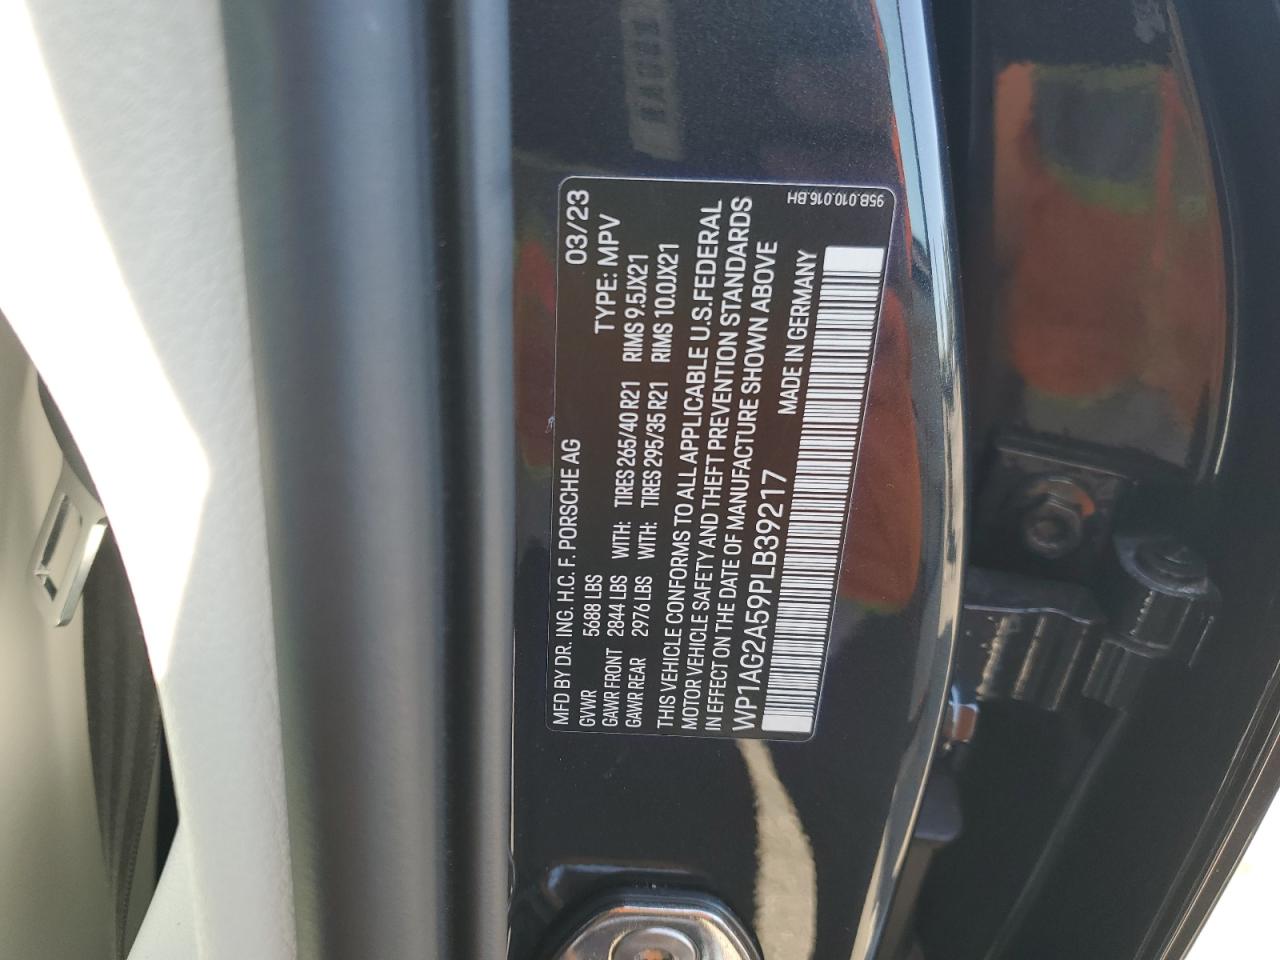 MFD BY DR. ING. H.C. F. PORSCHE AG 03/23
GVWR 5688 LBS TYPE: MPV
GAWR FRONT 2844 LBS WITH: TIRES 265/40 R21 RIMS 9.5JX21
GAWR REAR 2976 LBS WITH: TIRES 295/35 R21 RIMS 10.0JX21
THIS VEHICLE CONFORMS TO ALL APPLICABLE U.S.FEDERAL
MOTOR VEHICLE SAFETY AND THEFT PREVENTION STANDARDS
IN EFFECT ON THE DATE OF MANUFACTURE SHOWN ABOVE
WP1AG2A59PLB39217 MADE IN GERMANY
95B.010.016.BH